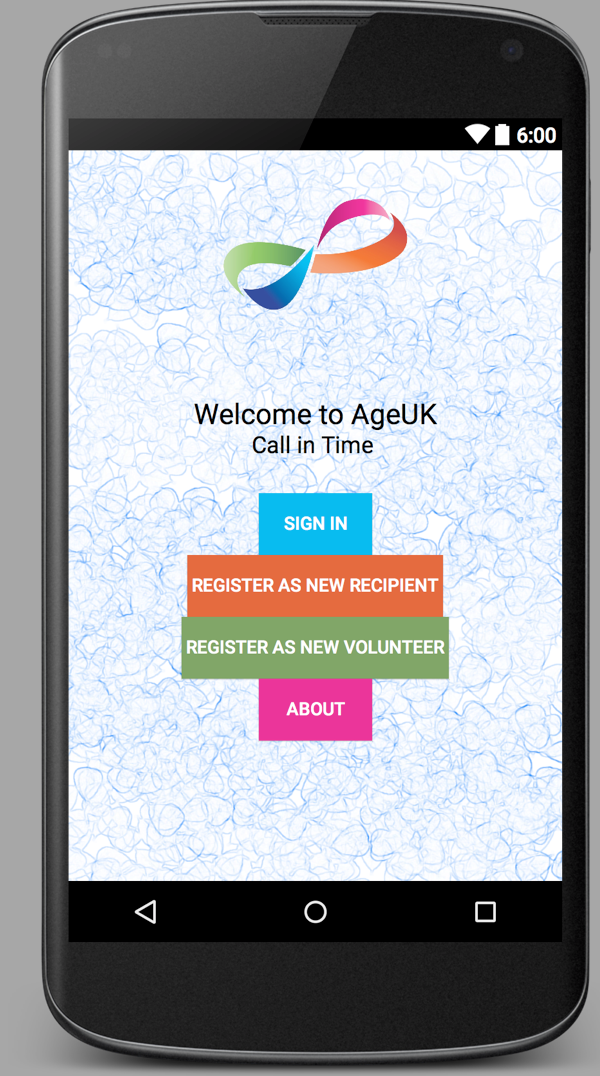 6:00
Welcome to AgeUK
Call in Time
SIGN IN
REGISTER AS NEW RECIPIENT
REGISTER AS NEW VOLUNTEER
ABOUT